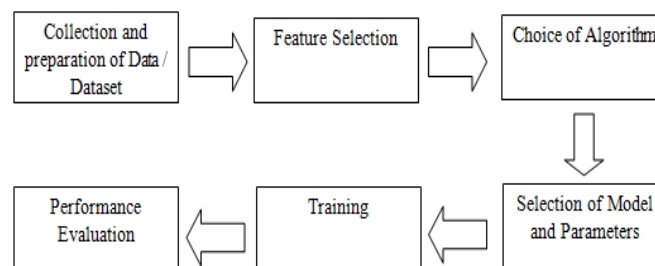 Collection and
preparation of Data /
Dataset
Feature Selection
Choice of Algorithm
Selection of Model
and Parameters
Training
Performance
Evaluation